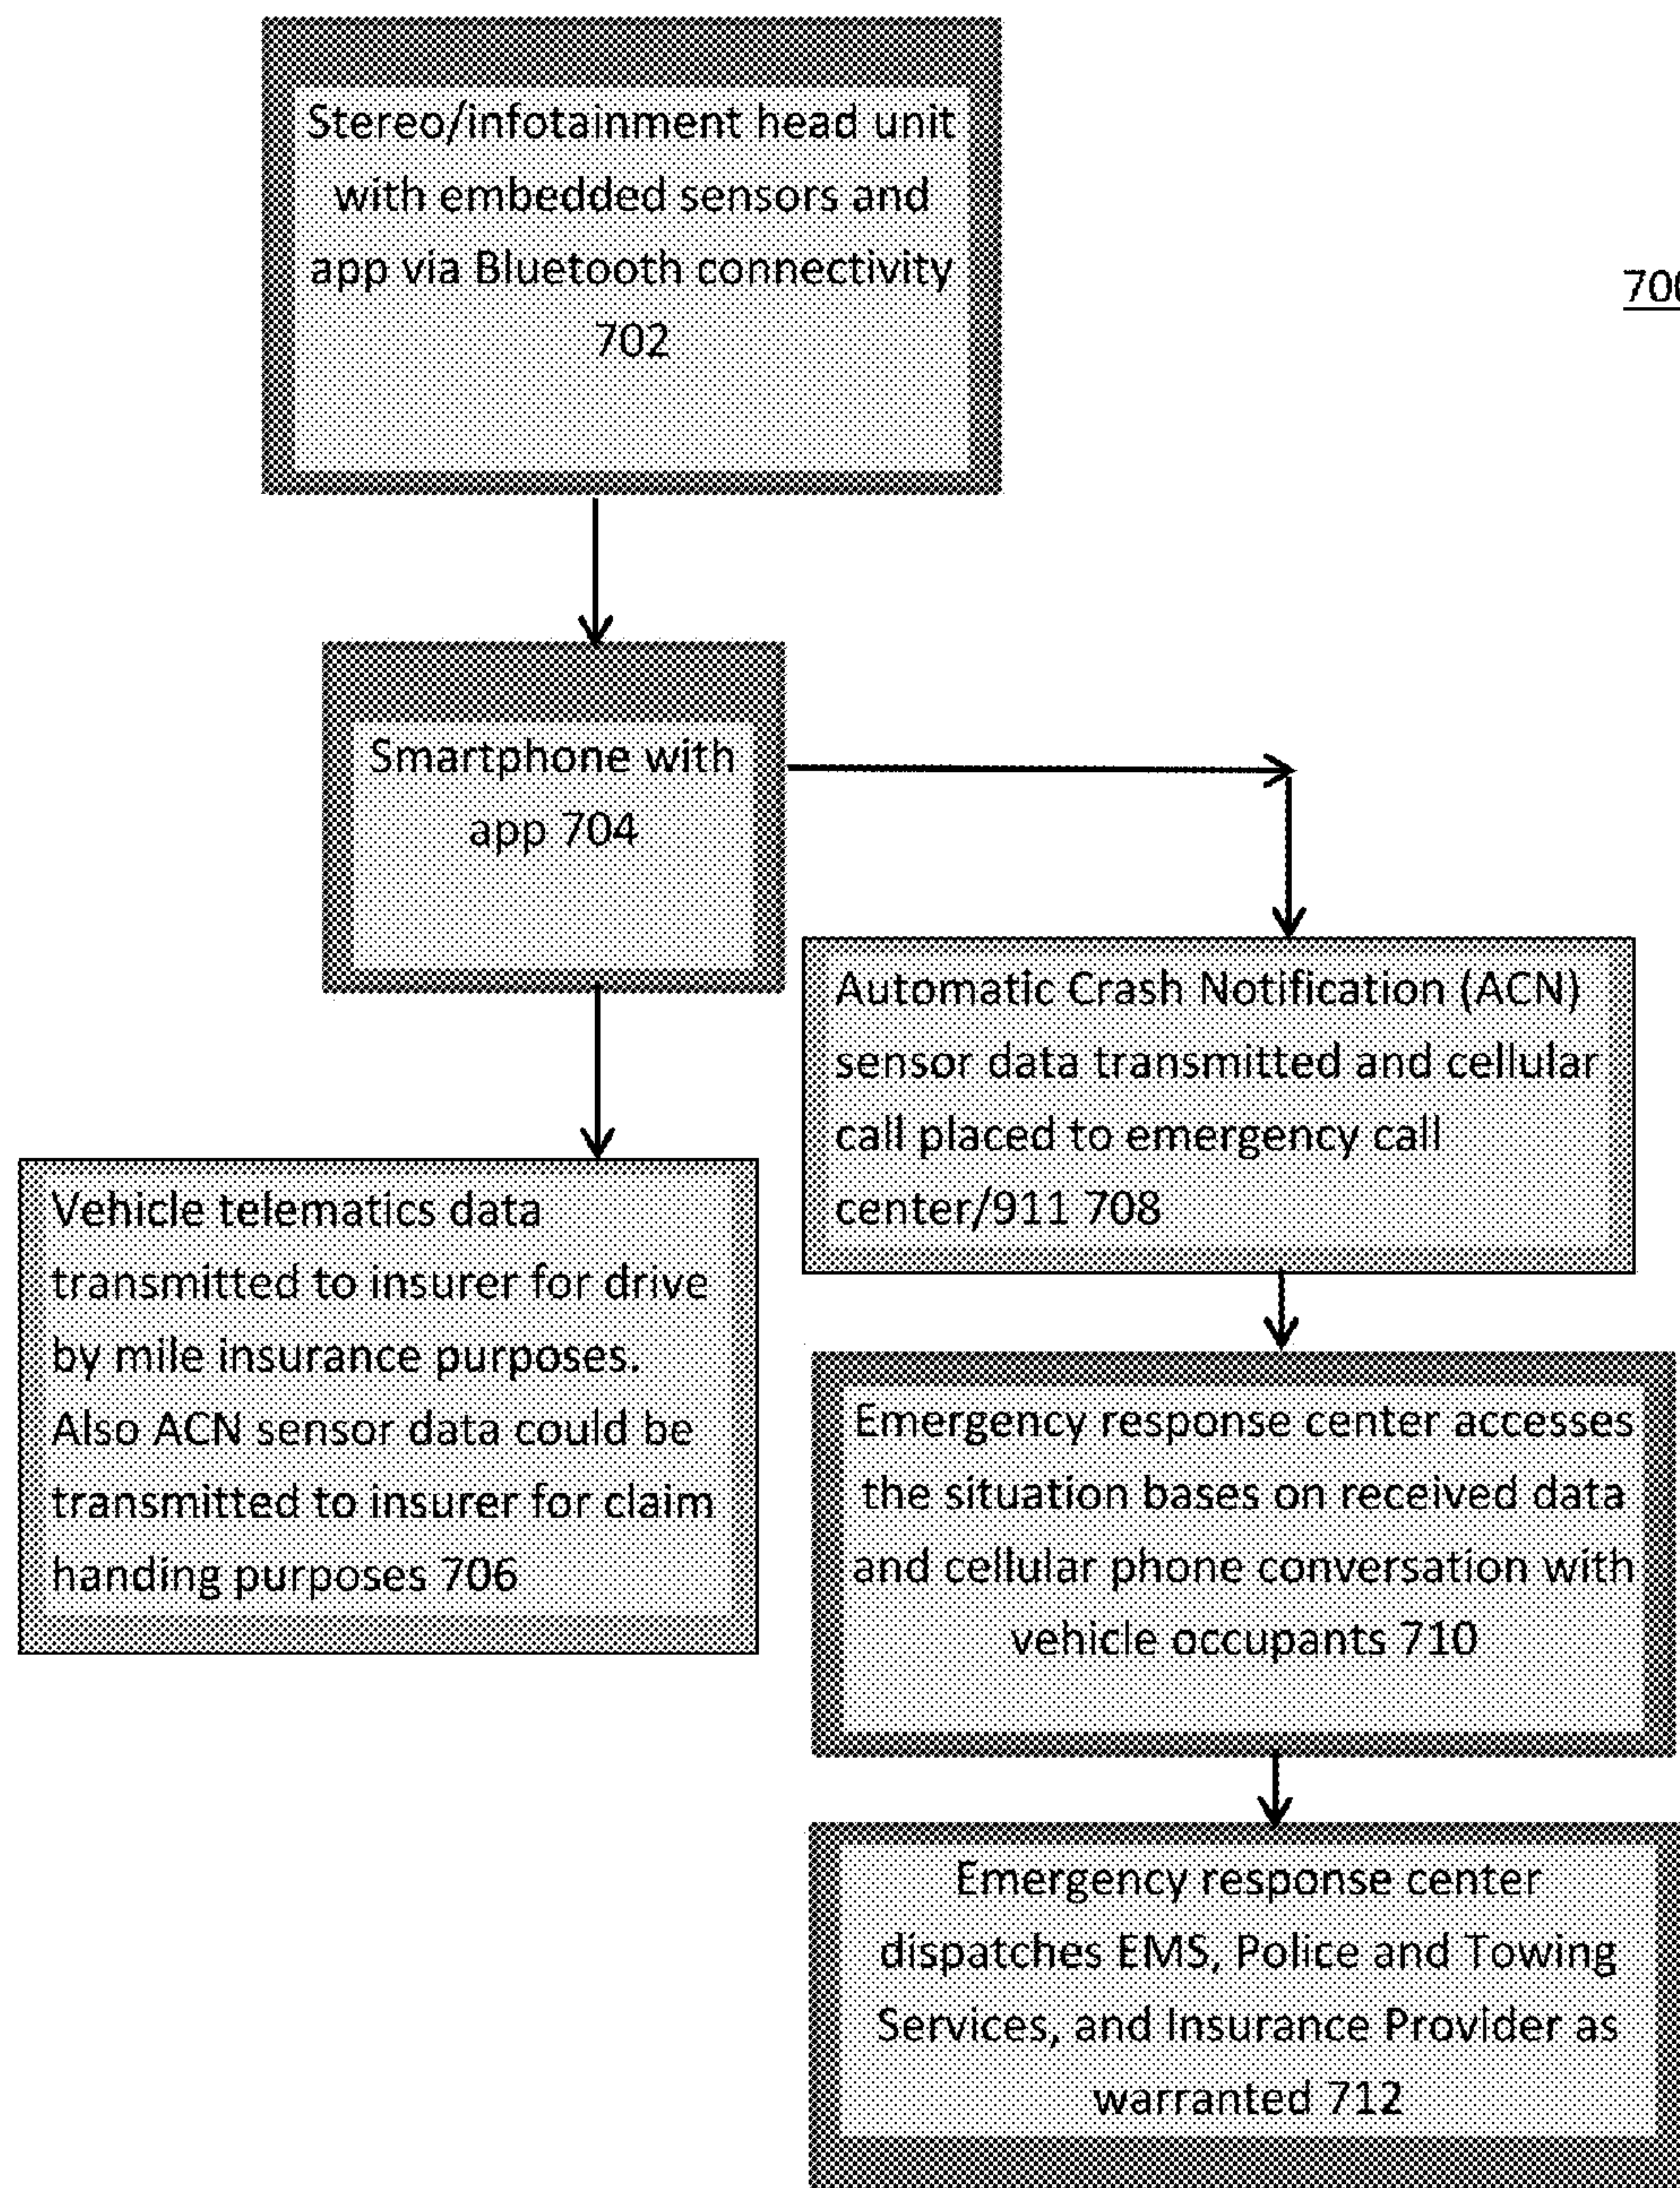 Stereo/infotainment head unit
with embedded sensors and
app via Bluetooth connectivity
702
700
Smartphone with
app 704
Automatic Crash Notification (ACN)
sensor data transmitted and cellular
call placed to emergency call
center/911 708
Vehicle telematics data
transmitted to insurer for drive
by mile insurance purposes.
Also ACN sensor data could be
transmitted to insurer for claim
handing purposes 706
Emergency response center accesses
the situation bases on received data
and cellular phone conversation with
vehicle occupants 710
Emergency response center
dispatches EMS, Police and Towing
Services, and Insurance Provider as
warranted 712